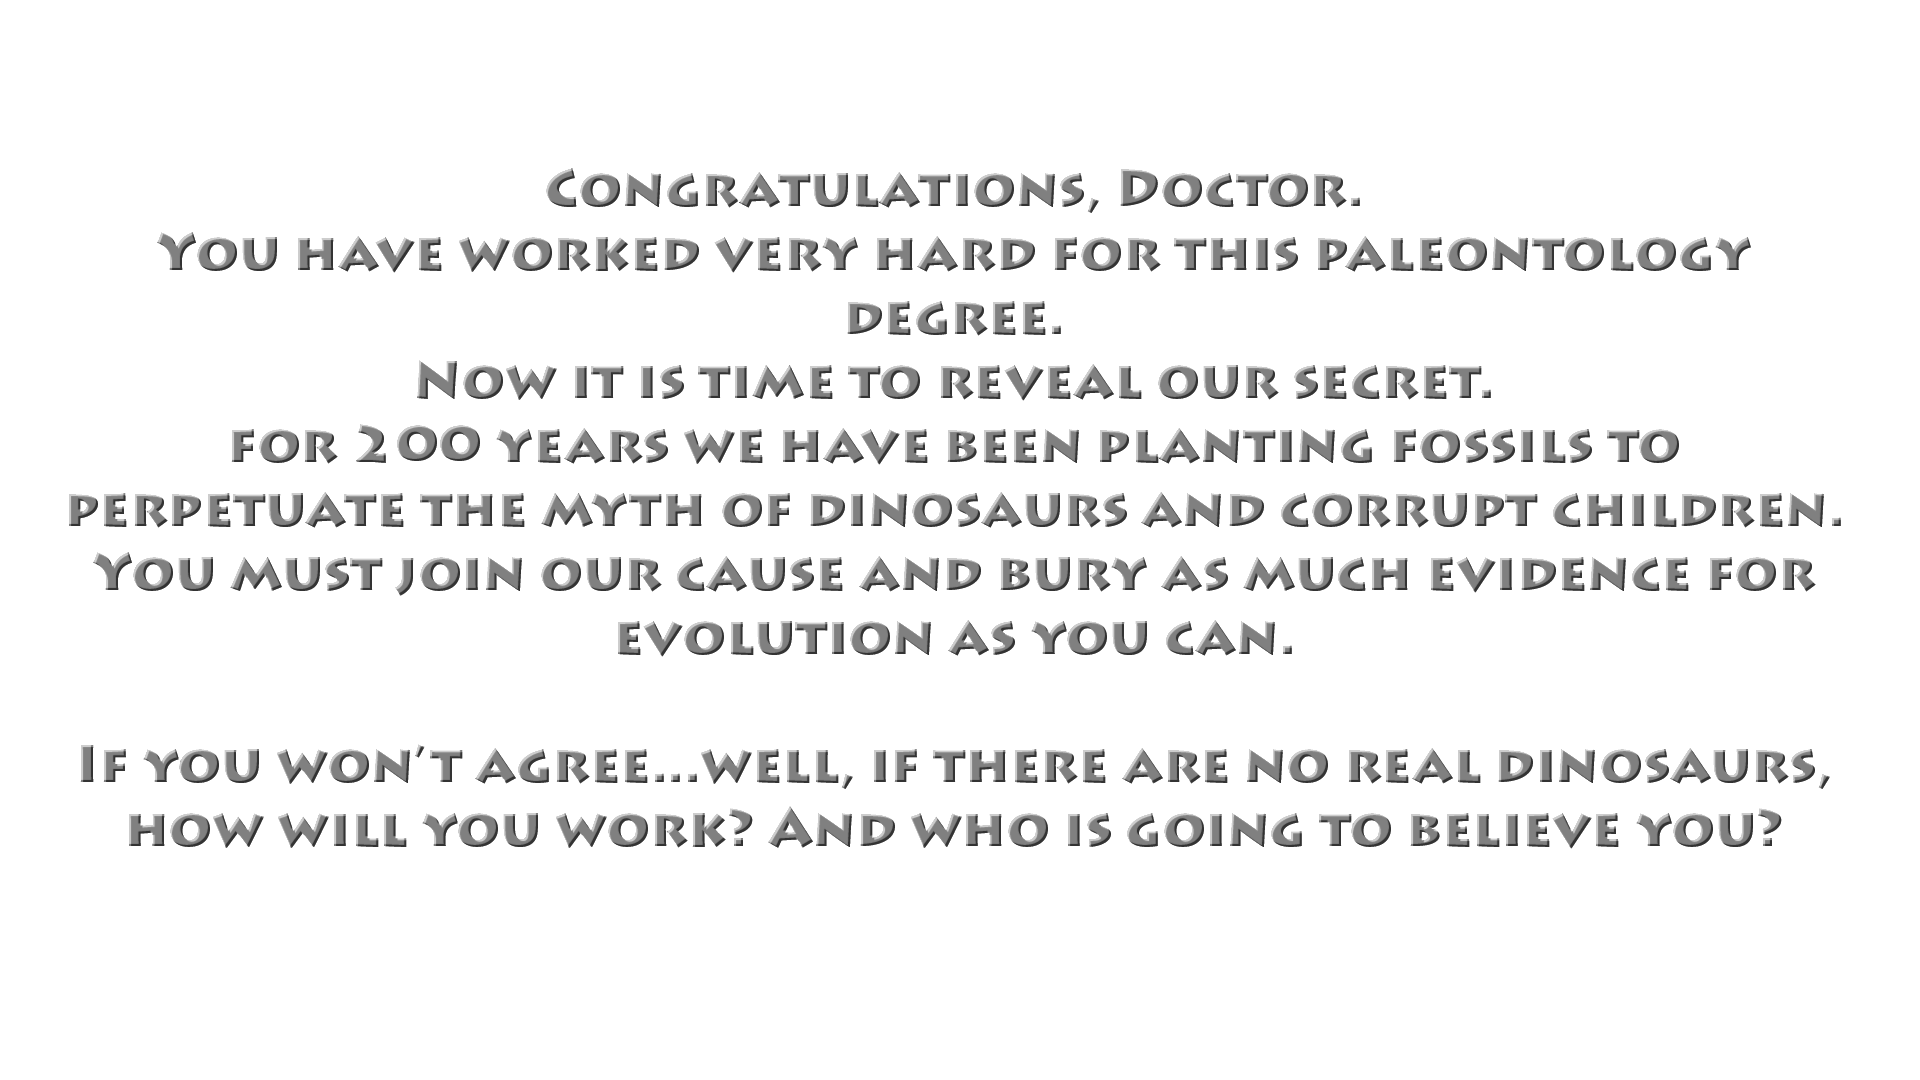 Congratulations, Doctor.
You have worked very hard for this paleontology
degree.
Now it is time to reveal our secret.
for 200 years we have been planting fossils to
perpetuate the myth of dinosaurs and corrupt children.
You must join our cause and bury as much evidence for
evolution as you can.
If you won't agree...well, if there are no real dinosaurs,
how will you work? And who is going to believe you?